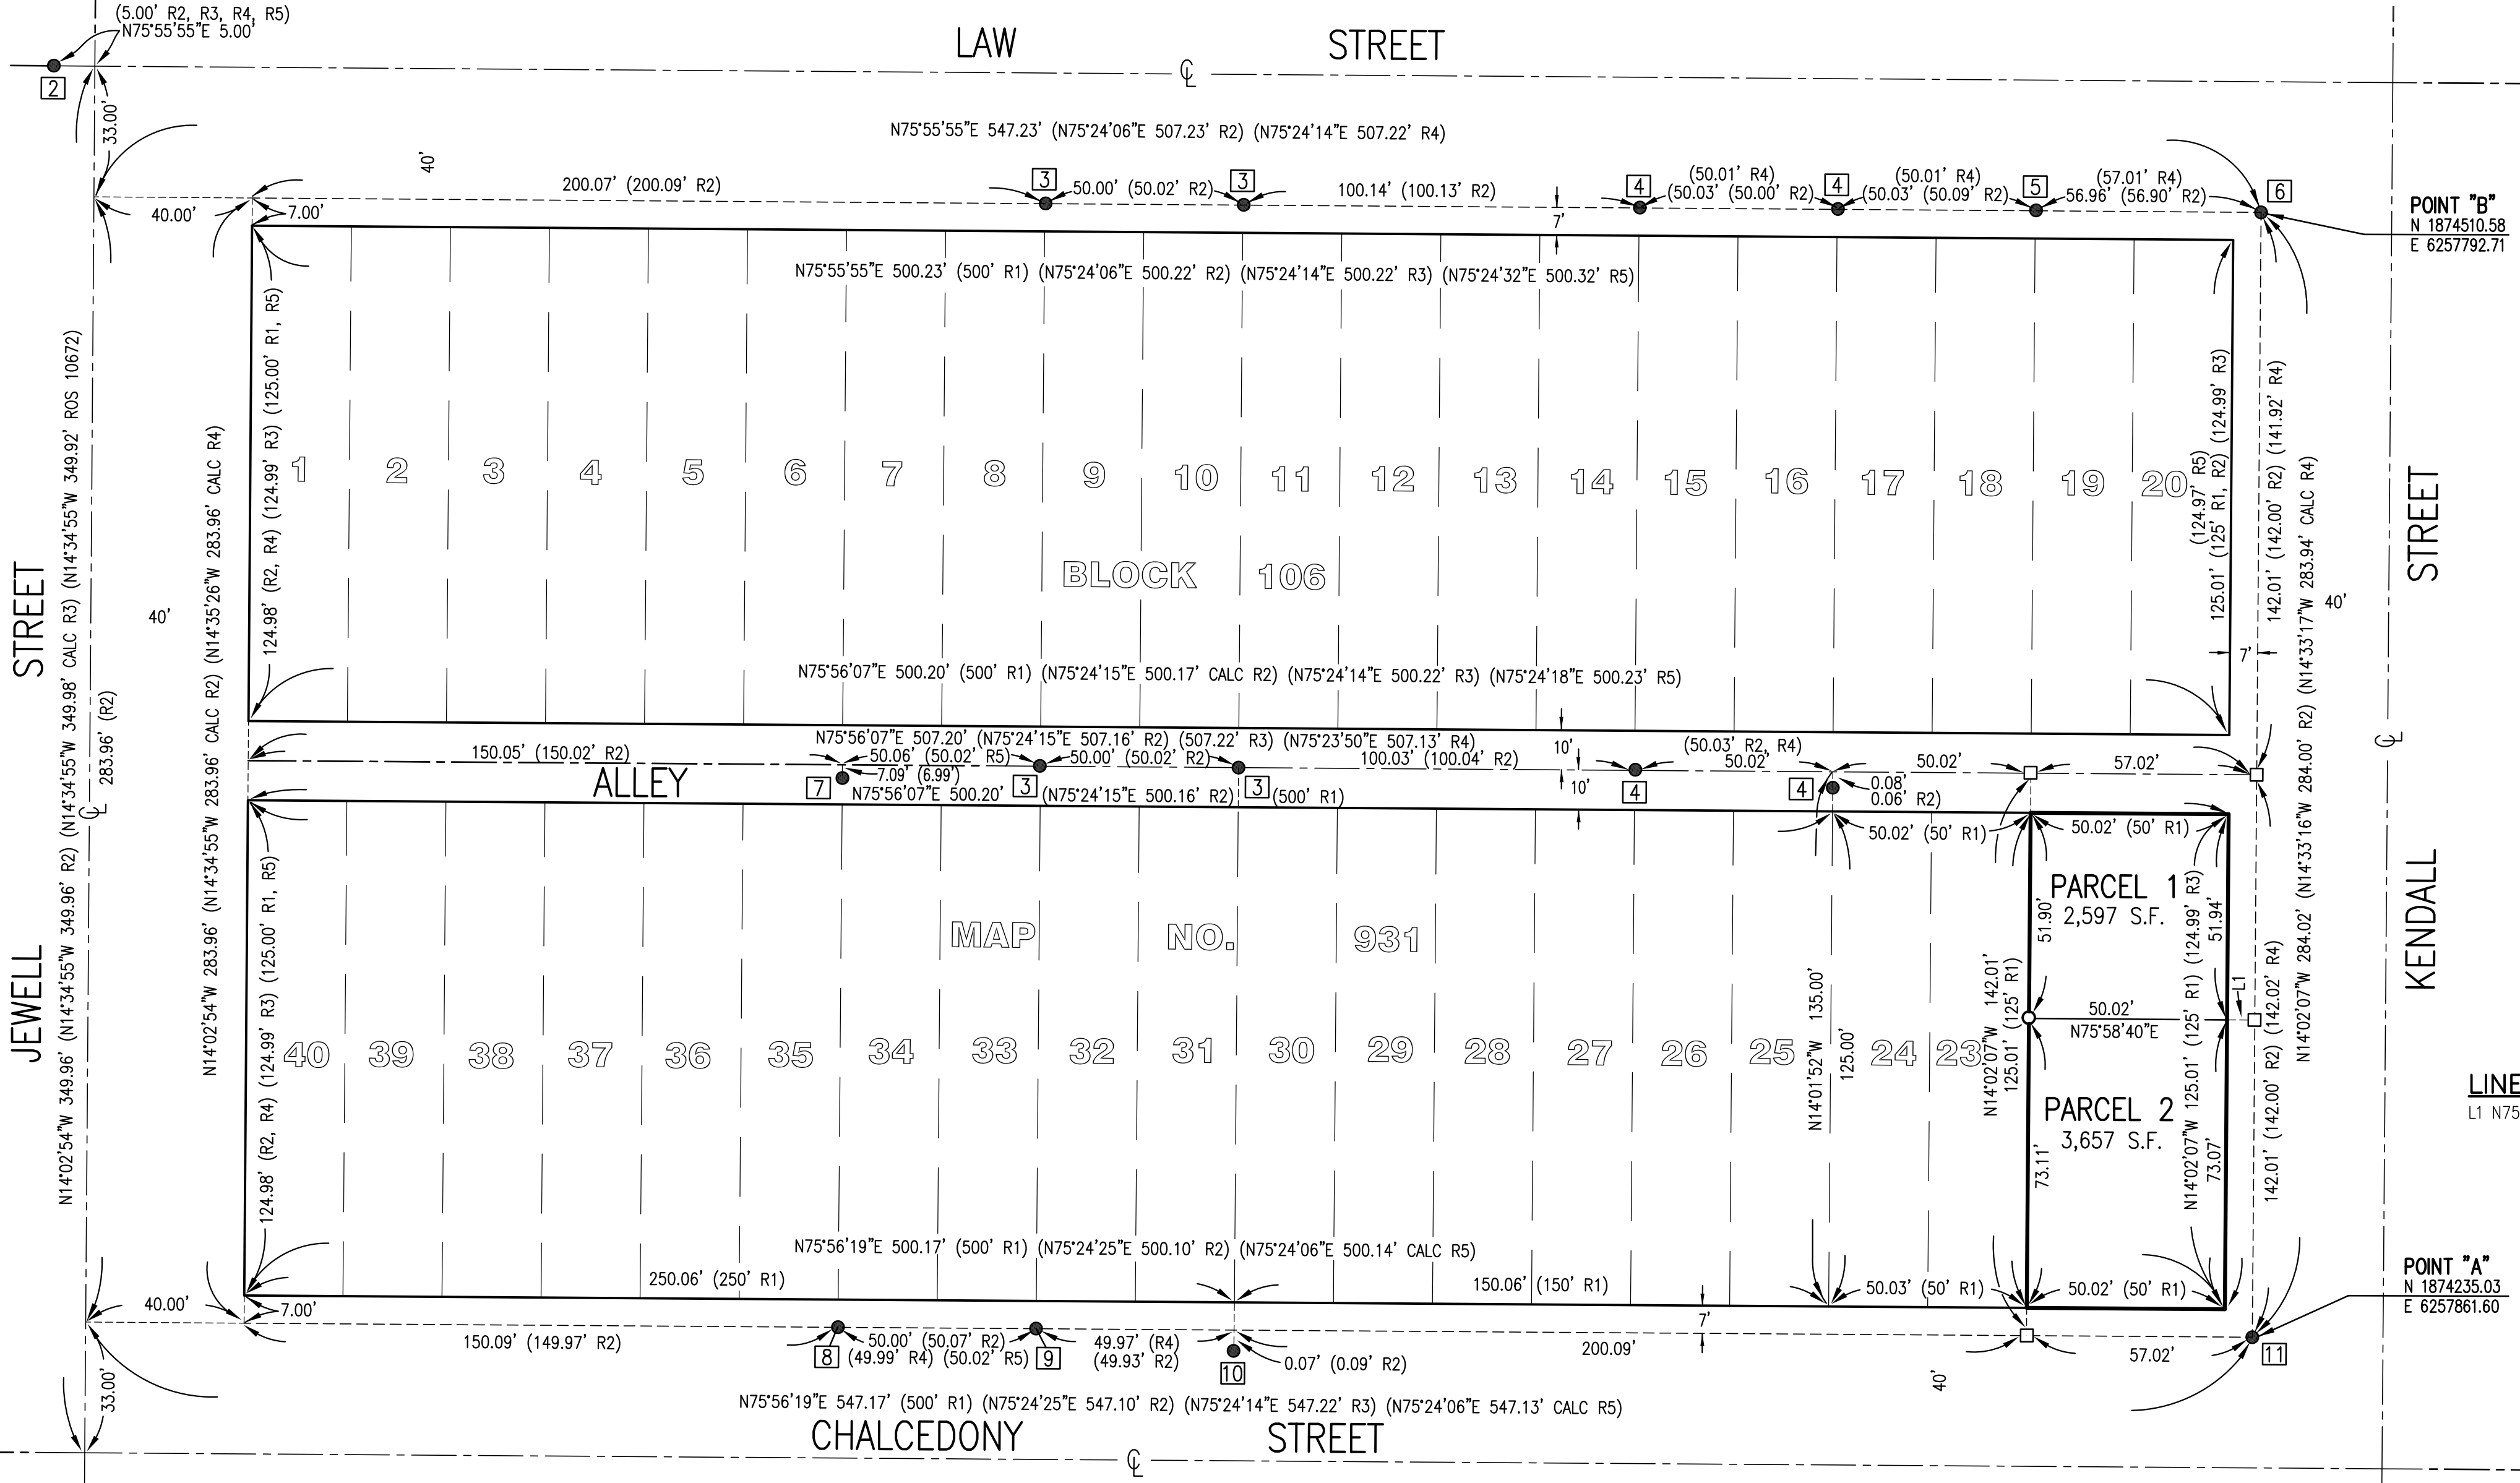 (5.00' R2, R3, R4, R5)
N75°55'55"E 5.00'
2
LAW STREET
℄
33.00'
40'
N75°55'55"E 547.23' (N75°24'06"E 507.23' R2) (N75°24'14"E 507.22' R4)
40.00'
7.00'
200.07' (200.09' R2)
3
50.00' (50.02' R2)
3
100.14' (100.13' R2)
4
(50.01' R4)
(50.03' (50.00' R2)
4
(50.01' R4)
(50.03' (50.09' R2)
5
(57.01' R4)
56.96' (56.90' R2)
6
7'
POINT "B"
N 1874510.58
E 6257792.71
N75°55'55"E 500.23' (500' R1) (N75°24'06"E 500.22' R2) (N75°24'14"E 500.22' R3) (N75°24'32"E 500.32' R5)
JEWELL STREET
N14°02'54"W 349.96' (N14°34'55"W 349.96' R2) (N14°34'55"W 349.98' CALC R3) (N14°34'55"W 349.92' ROS 10672)
283.96' (R2)
℄
40'
N14°02'54"W 283.96' (N14°34'55"W 283.96' CALC R2) (N14°35'26"W 283.96' CALC R4)
124.98' (R2, R4) (124.99' R3) (125.00' R1, R5)
1 2 3 4 5 6 7 8 9 10 11 12 13 14 15 16 17 18 19 20
BLOCK 106
(124.97' R5)
125.01' (125' R1, R2) (124.99' R3)
142.01' (142.00' R2) (141.92' R4)
N14°02'07"W 284.02' (N14°33'16"W 284.00' R2) (N14°33'17"W 283.94' CALC R4)
7'
40'
KENDALL STREET
℄
N75°56'07"E 500.20' (500' R1) (N75°24'15"E 500.17' CALC R2) (N75°24'14"E 500.22' R3) (N75°24'18"E 500.23' R5)
N75°56'07"E 507.20' (N75°24'15"E 507.16' R2) (507.22' R3) (N75°23'50"E 507.13' R4)
150.05' (150.02' R2)
50.06' (50.02' R5)
50.00' (50.02' R2)
100.03' (100.04' R2)
10'
(50.03' R2, R4)
50.02'
50.02'
57.02'
ALLEY
7
7.09' (6.99')
3
3
4
4
10'
0.08'
0.06' R2)
N75°56'07"E 500.20' (N75°24'15"E 500.16' R2) (500' R1)
50.02' (50' R1)
50.02' (50' R1)
124.98' (R2, R4) (124.99' R3) (125.00' R1, R5)
MAP NO. 931
PARCEL 1
2,597 S.F.
51.90'
51.94'
L1
50.02'
N75°58'40"E
40 39 38 37 36 35 34 33 32 31 30 29 28 27 26 25 24 23
N14°01'52"W 135.00'
125.00'
N14°02'07"W 142.01'
125.01' (125' R1)
N14°02'07"W 125.01' (125' R1) (124.99' R3)
142.01' (142.00' R2) (142.02' R4)
PARCEL 2
3,657 S.F.
73.11'
73.07'
LINE
L1 N75
N75°56'19"E 500.17' (500' R1) (N75°24'25"E 500.10' R2) (N75°24'06"E 500.14' CALC R5)
250.06' (250' R1)
150.06' (150' R1)
50.03' (50' R1)
50.02' (50' R1)
POINT "A"
N 1874235.03
E 6257861.60
40.00'
7.00'
33.00'
150.09' (149.97' R2)
8
50.00' (50.07' R2)
(49.99' R4) (50.02' R5)
9
49.97' (R4)
(49.93' R2)
10
0.07' (0.09' R2)
200.09'
7'
40'
57.02'
11
N75°56'19"E 547.17' (500' R1) (N75°24'25"E 547.10' R2) (N75°24'14"E 547.22' R3) (N75°24'06"E 547.13' CALC R5)
CHALCEDONY STREET
℄